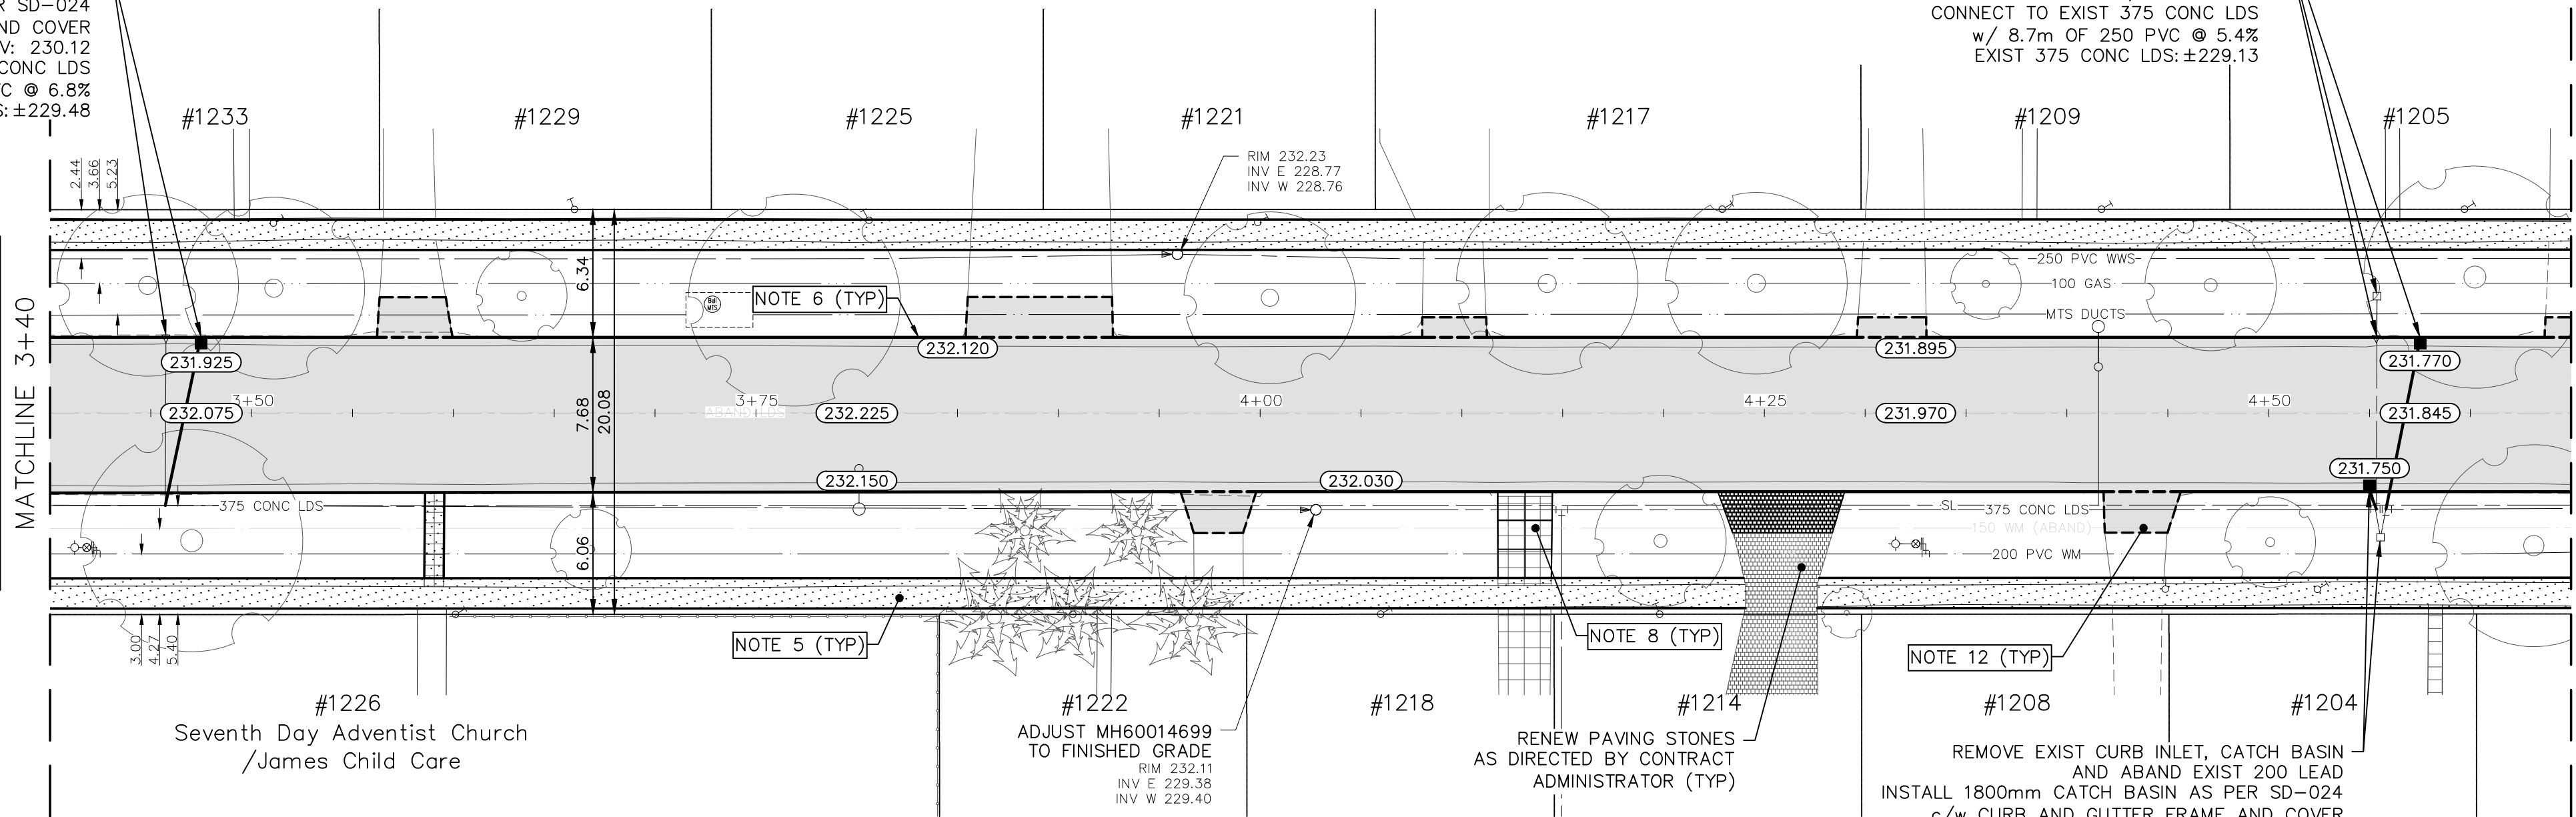 R SD-024
AND COVER
V: 230.12
CONC LDS
VC @ 6.8%
S:±229.48
CONNECT TO EXIST 375 CONC LDS
w/ 8.7m OF 250 PVC @ 5.4%
EXIST 375 CONC LDS:±229.13
#1233
#1229
#1225
#1221
#1217
#1209
#1205
RIM 232.23
INV E 228.77
INV W 228.76
2.44
3.66
5.23
MATCHLINE 3+40
6.34
7.68
20.08
6.06
Bell
MTS
NOTE 6 (TYP)
250 PVC WWS
100 GAS
MTS DUCTS
231.925
232.120
231.895
231.770
3+50
3+75
4+00
4+25
4+50
ABAND LDS
232.075
232.225
231.970
231.845
232.150
232.030
231.750
375 CONC LDS
SL
375 CONC LDS
150 WM (ABAND)
200 PVC WM
3.00
4.27
5.40
NOTE 5 (TYP)
NOTE 8 (TYP)
NOTE 12 (TYP)
#1226
Seventh Day Adventist Church
/James Child Care
#1222
#1218
#1214
#1208
#1204
ADJUST MH60014699
TO FINISHED GRADE
RIM 232.11
INV E 229.38
INV W 229.40
RENEW PAVING STONES
AS DIRECTED BY CONTRACT
ADMINISTRATOR (TYP)
REMOVE EXIST CURB INLET, CATCH BASIN
AND ABAND EXIST 200 LEAD
INSTALL 1800mm CATCH BASIN AS PER SD-024
c/w CURB AND GUTTER FRAME AND COVER